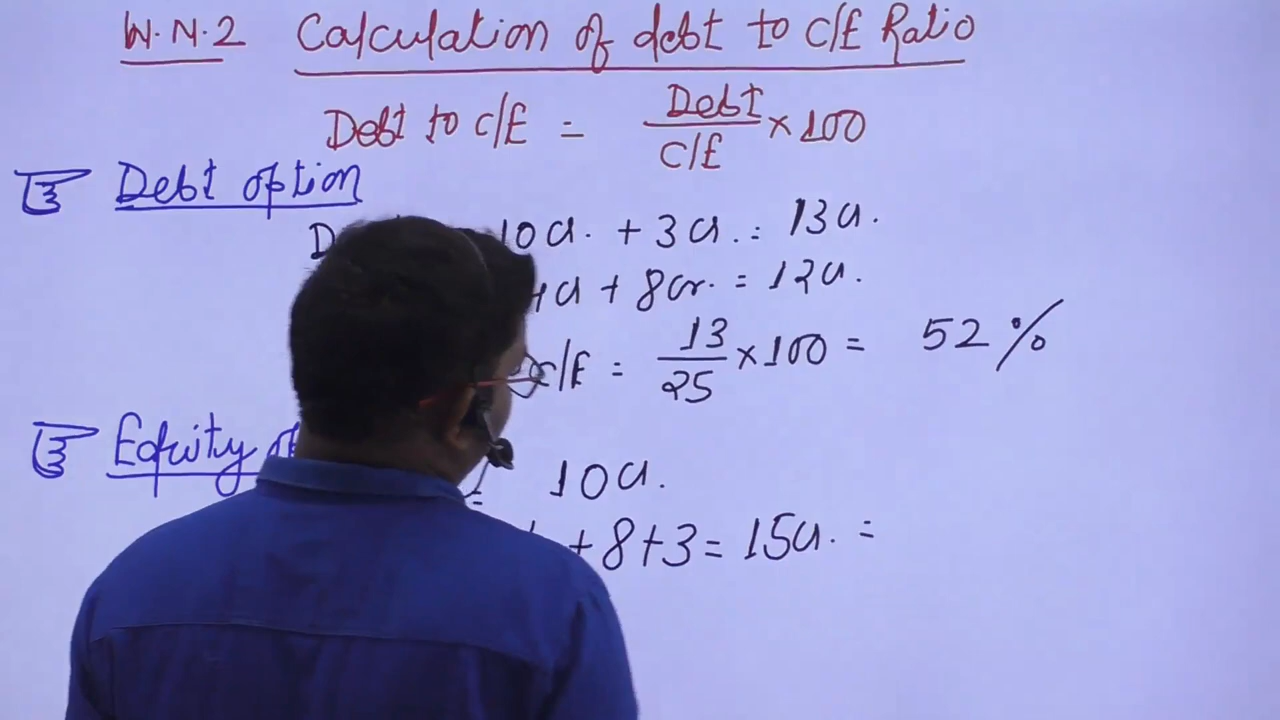 W.N.2 Calculation of debt to C/E Ratio
Debt to C/E = Debt/C/E × 100
Debt option
D 10cr. + 3cr. = 13cr.
4cr + 8cr. = 12cr.
C/E = 13/25 × 100 = 52%
Equity
= 10cr.
+ 8 + 3 = 15cr. =